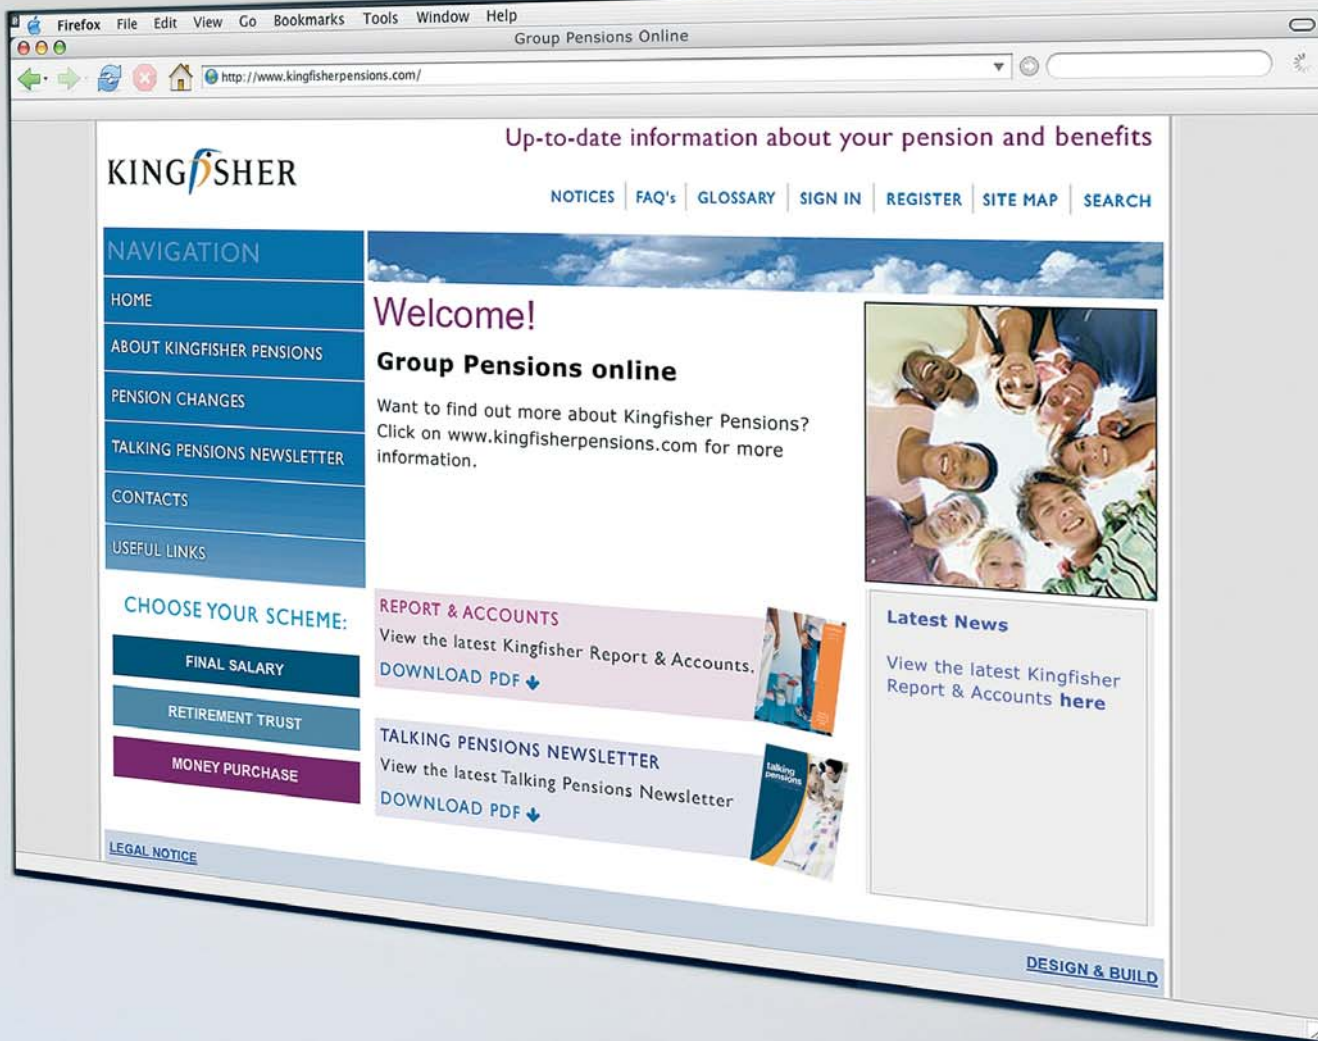 Firefox File Edit View Go Bookmarks Tools Window Help
Group Pensions Online
http://www.kingfisherpensions.com/
KINGFISHER
Up-to-date information about your pension and benefits
NOTICES FAQ's GLOSSARY SIGN IN REGISTER SITE MAP SEARCH
NAVIGATION
HOME
ABOUT KINGFISHER PENSIONS
PENSION CHANGES
TALKING PENSIONS NEWSLETTER
CONTACTS
USEFUL LINKS
CHOOSE YOUR SCHEME:
FINAL SALARY
RETIREMENT TRUST
MONEY PURCHASE
Welcome!
Group Pensions online
Want to find out more about Kingfisher Pensions?
Click on www.kingfisherpensions.com for more
information.
REPORT & ACCOUNTS
View the latest Kingfisher Report & Accounts.
DOWNLOAD PDF
TALKING PENSIONS NEWSLETTER
View the latest Talking Pensions Newsletter
DOWNLOAD PDF
talking
pensions
Latest News
View the latest Kingfisher
Report & Accounts here
LEGAL NOTICE
DESIGN & BUILD